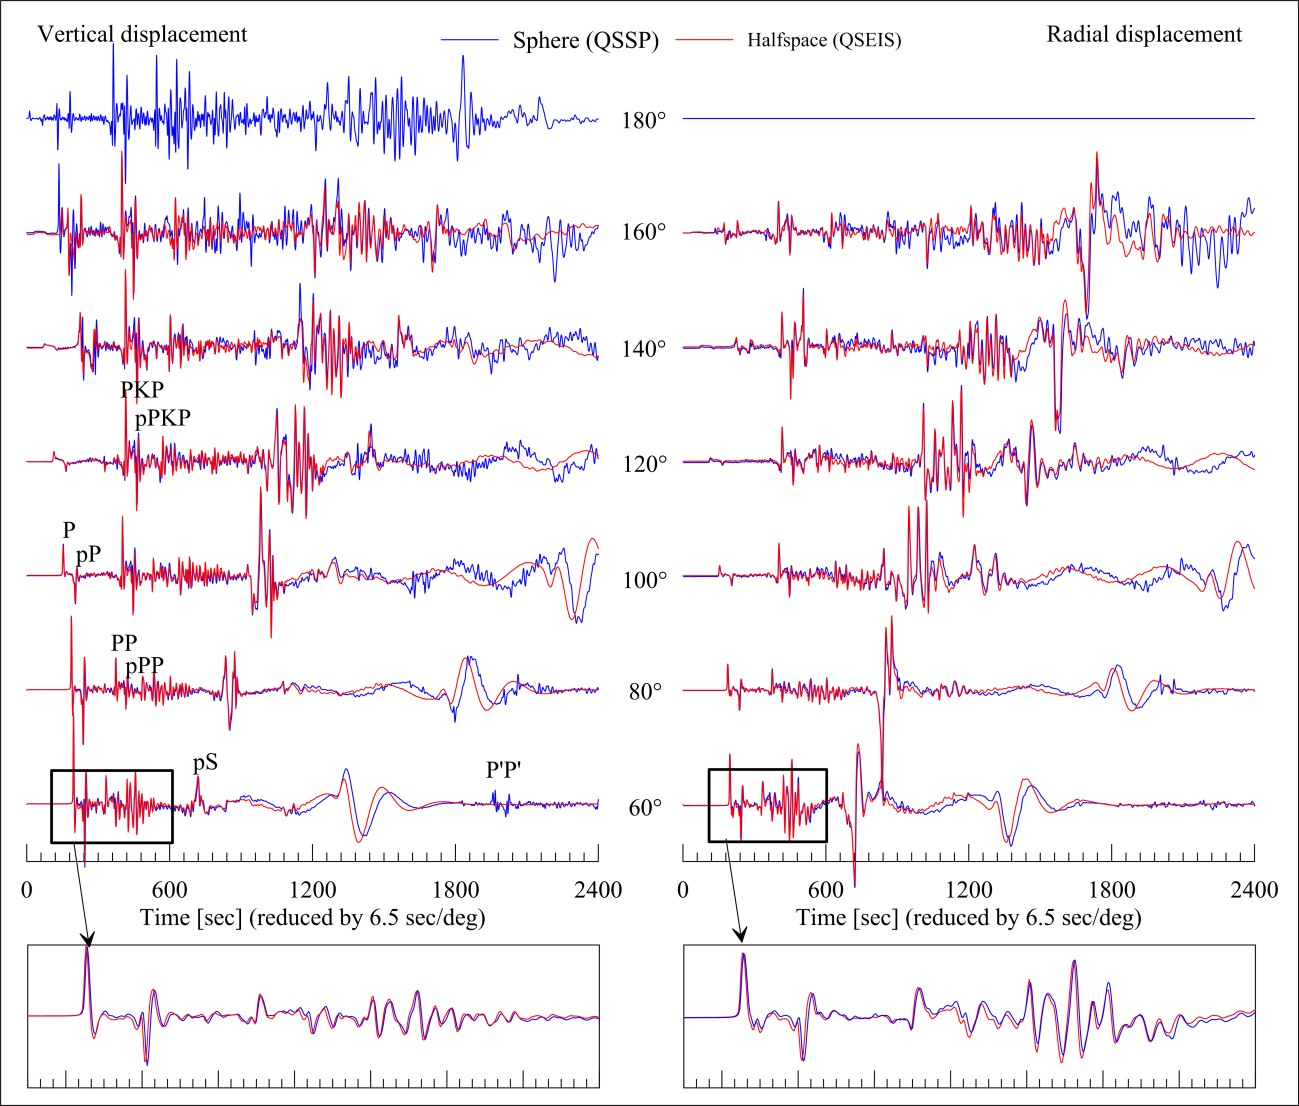 Vertical displacement
Sphere (QSSP)
Halfspace (QSEIS)
Radial displacement
180°
160°
140°
PKP
pPKP
120°
P
pP
100°
PP
pPP
80°
pS
P'P'
60°
0 600 1200 1800 2400
0 600 1200 1800 2400
Time [sec] (reduced by 6.5 sec/deg)
Time [sec] (reduced by 6.5 sec/deg)